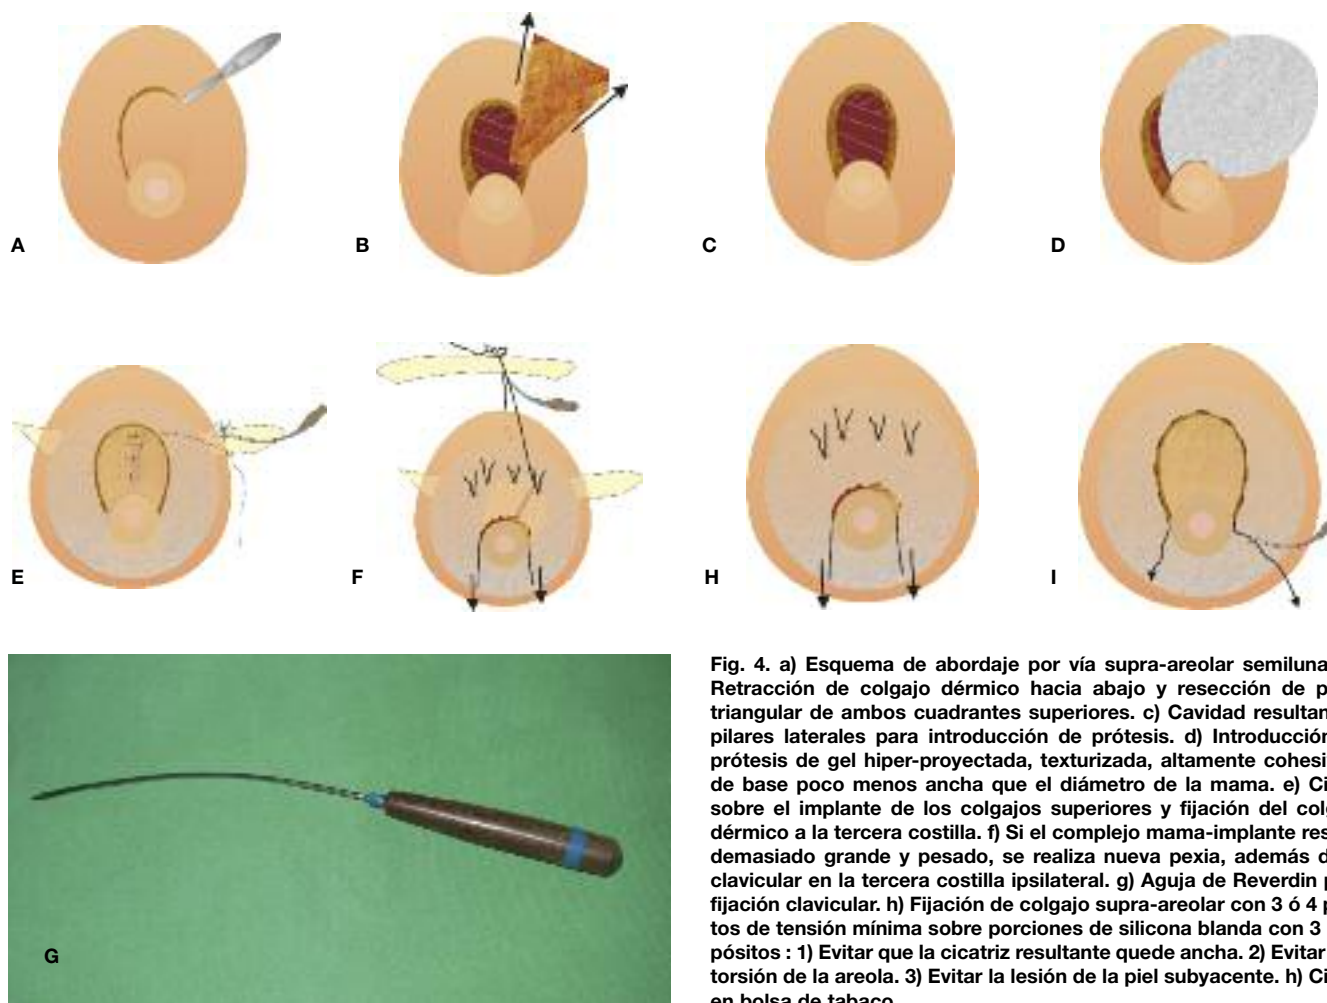 A
B
C
D
E
F
H
I
G
Fig. 4. a) Esquema de abordaje por vía supra-areolar semiluna
Retracción de colgajo dérmico hacia abajo y resección de p
triangular de ambos cuadrantes superiores. c) Cavidad resultan
pilares laterales para introducción de prótesis. d) Introducción
prótesis de gel hiper-proyectada, texturizada, altamente cohesi
de base poco menos ancha que el diámetro de la mama. e) Ci
sobre el implante de los colgajos superiores y fijación del colg
dérmico a la tercera costilla. f) Si el complejo mama-implante res
demasiado grande y pesado, se realiza nueva pexia, además d
clavicular en la tercera costilla ipsilateral. g) Aguja de Reverdin p
fijación clavicular. h) Fijación de colgajo supra-areolar con 3 ó 4 p
tos de tensión mínima sobre porciones de silicona blanda con 3
pósitos : 1) Evitar que la cicatriz resultante quede ancha. 2) Evitar
torsión de la areola. 3) Evitar la lesión de la piel subyacente. h) Ci
en bolsa de tabaco